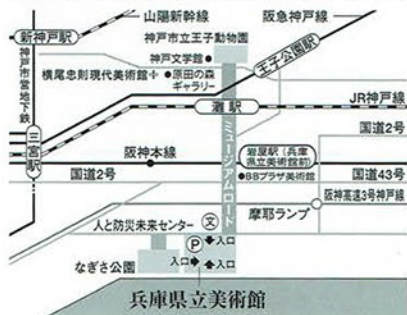 山陽新幹線
阪急神戸線
新神戸駅
神戸市立王子動物園
神戸文学館
王子公園駅
横尾忠則現代美術館
原田の森
ギャラリー
神戸市営地下鉄
灘駅
JR神戸線
三宮駅
ミュージアムロード
国道2号
阪神本線
岩屋駅(兵庫
県立美術館前)
国道2号
BBプラザ美術館
国道43号
阪神高速3号神戸線
摩耶ランプ
人と防災未来センター
文
P
入口
入口
入口
なぎさ公園
兵庫県立美術館